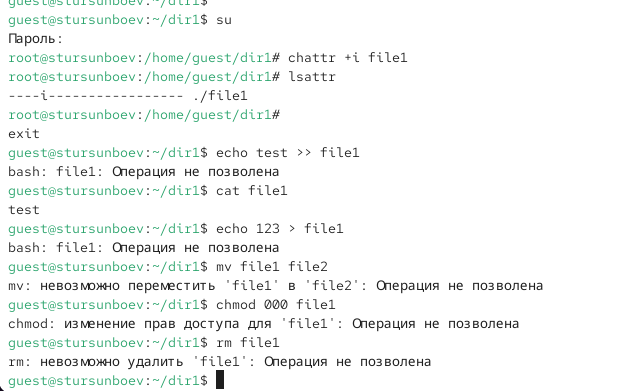 guest@stursunboev:~/dir1$
guest@stursunboev:~/dir1$ su
Пароль:
root@stursunboev:/home/guest/dir1# chattr +i file1
root@stursunboev:/home/guest/dir1# lsattr
----i----------------- ./file1
root@stursunboev:/home/guest/dir1#
exit
guest@stursunboev:~/dir1$ echo test >> file1
bash: file1: Операция не позволена
guest@stursunboev:~/dir1$ cat file1
test
guest@stursunboev:~/dir1$ echo 123 > file1
bash: file1: Операция не позволена
guest@stursunboev:~/dir1$ mv file1 file2
mv: невозможно переместить 'file1' в 'file2': Операция не позволена
guest@stursunboev:~/dir1$ chmod 000 file1
chmod: изменение прав доступа для 'file1': Операция не позволена
guest@stursunboev:~/dir1$ rm file1
rm: невозможно удалить 'file1': Операция не позволена
guest@stursunboev:~/dir1$